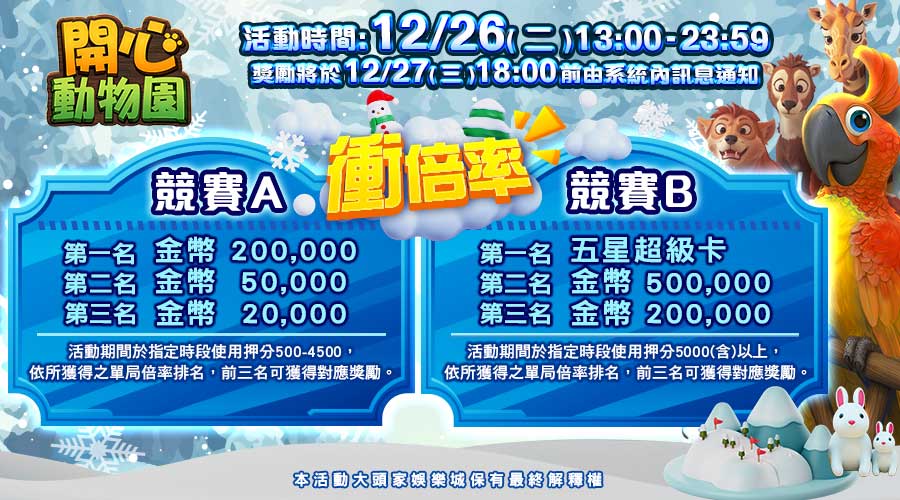 開心
動物園
活動時間:12/26(二)13:00-23:59
獎勵將於12/27(三)18:00前由系統內訊息通知
衝倍率
競賽A
第一名 金幣 200,000
第二名 金幣 50,000
第三名 金幣 20,000
活動期間於指定時段使用押分500-4500，
依所獲得之單局倍率排名，前三名可獲得對應獎勵。
競賽B
第一名 五星超級卡
第二名 金幣 500,000
第三名 金幣 200,000
活動期間於指定時段使用押分5000(含)以上，
依所獲得之單局倍率排名，前三名可獲得對應獎勵。
本活動大頭家娛樂城保有最終解釋權